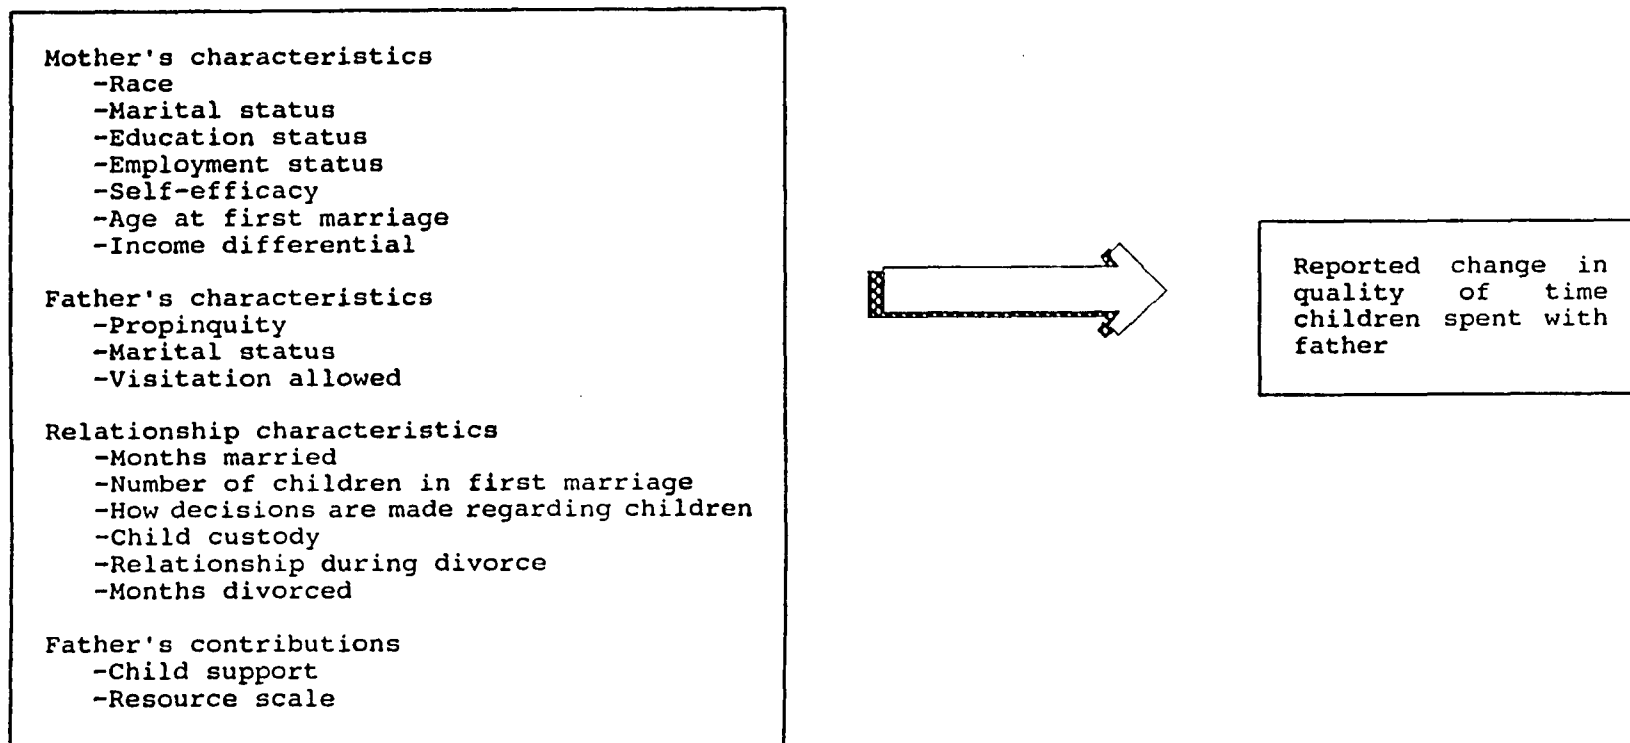 Mother's characteristics
-Race
-Marital status
-Education status
-Employment status
-Self-efficacy
-Age at first marriage
-Income differential
Father's characteristics
-Propinquity
-Marital status
-Visitation allowed
Relationship characteristics
-Months married
-Number of children in first marriage
-How decisions are made regarding children
-Child custody
-Relationship during divorce
-Months divorced
Father's contributions
-Child support
-Resource scale
Reported change in
quality of time
children spent with
father